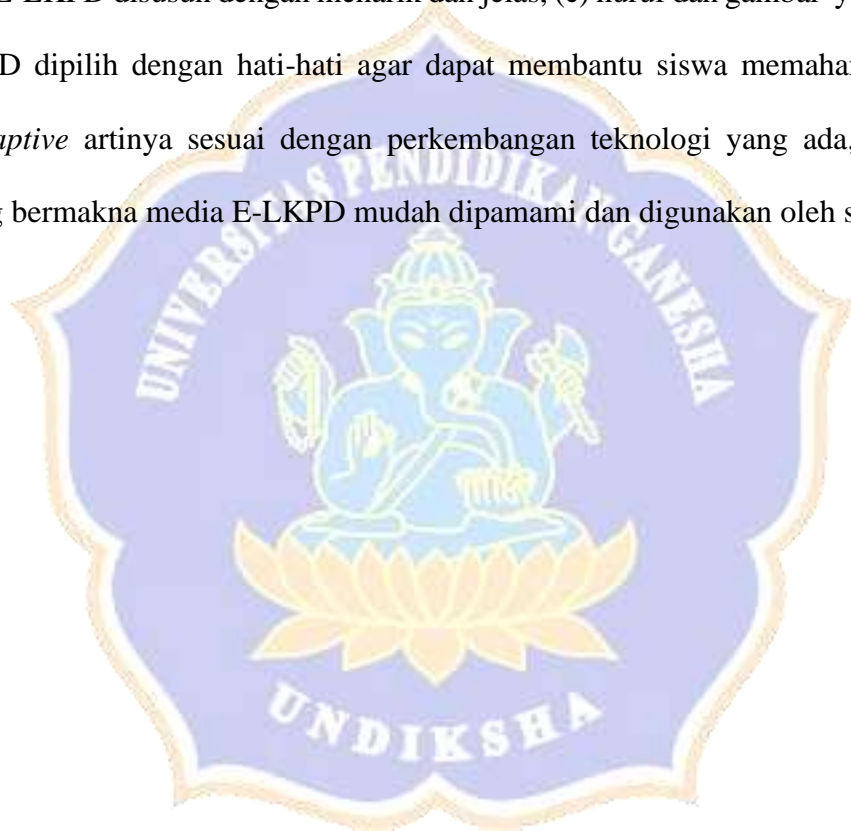 E-LKPD disusun dengan menarik dan jelas, (c) huruf dan gambar y
D dipilih dengan hati-hati agar dapat membantu siswa memaha
aptive artinya sesuai dengan perkembangan teknologi yang ada,
g bermakna media E-LKPD mudah dipamami dan digunakan oleh s
UNIVERSITAS PENDIDIKAN GANESHA
UNDIKSHA